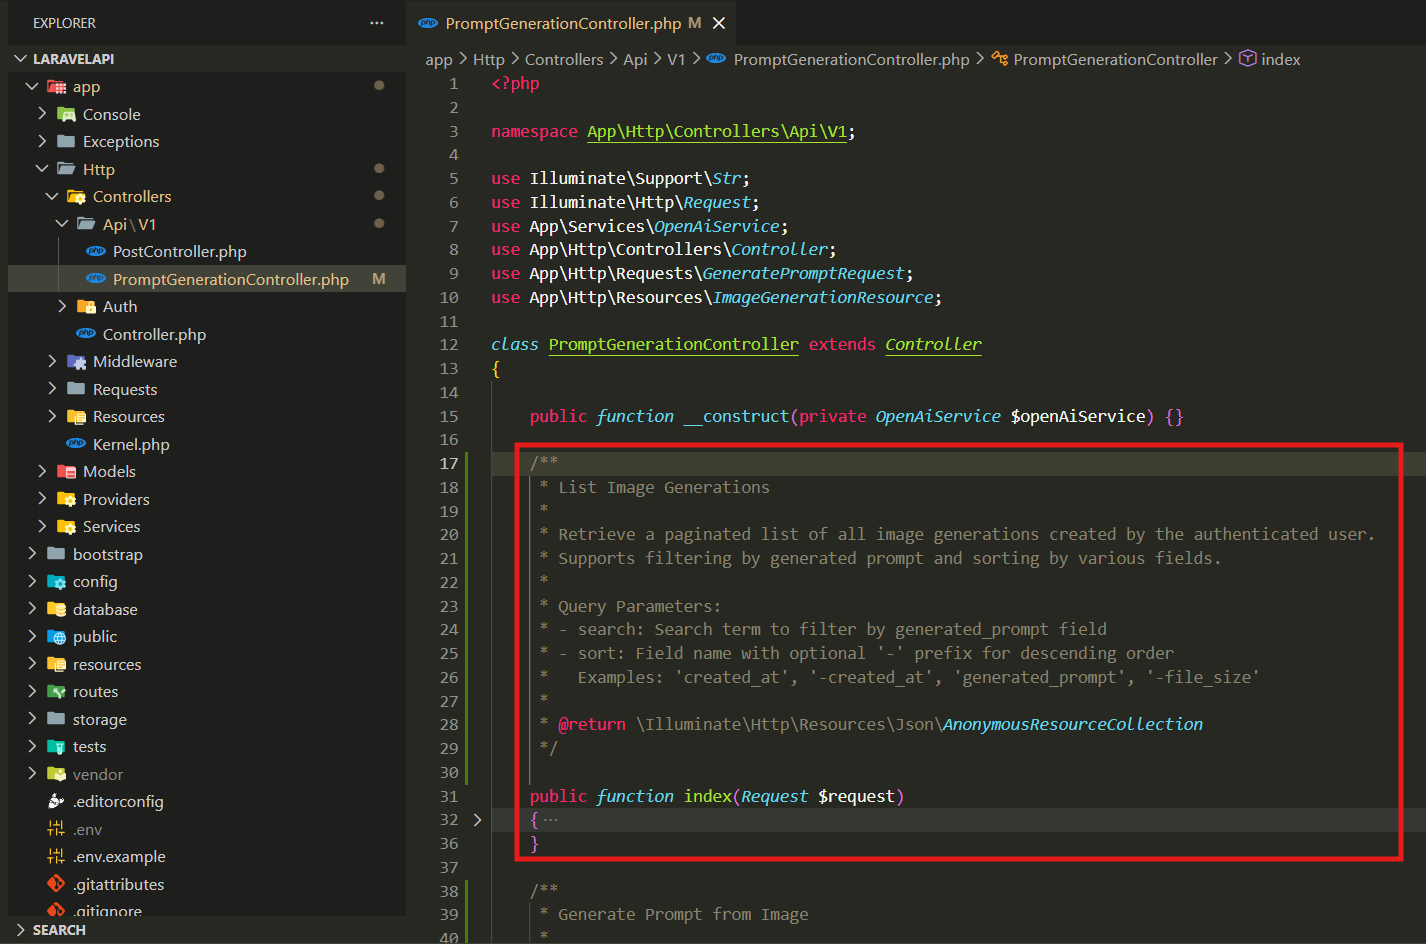 EXPLORER
LARAVELAPI
app
Console
Exceptions
Http
Controllers
Api\V1
PostController.php
PromptGenerationController.php M
Auth
Controller.php
Middleware
Requests
Resources
Kernel.php
Models
Providers
Services
bootstrap
config
database
public
resources
routes
storage
tests
vendor
.editorconfig
.env
.env.example
.gitattributes
.gitignore
SEARCH
PromptGenerationController.php M
app > Http > Controllers > Api > V1 > PromptGenerationController.php > PromptGenerationController > index
1 <?php
2
3 namespace App\Http\Controllers\Api\V1;
4
5 use Illuminate\Support\Str;
6 use Illuminate\Http\Request;
7 use App\Services\OpenAiService;
8 use App\Http\Controllers\Controller;
9 use App\Http\Requests\GeneratePromptRequest;
10 use App\Http\Resources\ImageGenerationResource;
11
12 class PromptGenerationController extends Controller
13 {
14
15 public function __construct(private OpenAiService $openAiService) {}
16
17 /**
18 * List Image Generations
19 *
20 * Retrieve a paginated list of all image generations created by the authenticated user.
21 * Supports filtering by generated prompt and sorting by various fields.
22 *
23 * Query Parameters:
24 * - search: Search term to filter by generated_prompt field
25 * - sort: Field name with optional '-' prefix for descending order
26 * Examples: 'created_at', '-created_at', 'generated_prompt', '-file_size'
27 *
28 * @return \Illuminate\Http\Resources\Json\AnonymousResourceCollection
29 */
30
31 public function index(Request $request)
32 { ···
36 }
37
38 /**
39 * Generate Prompt from Image
40 *